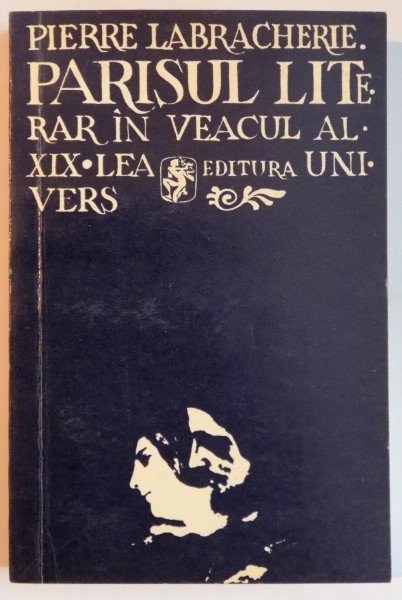 PIERRE LABRACHERIE.
PARISUL LITE·
RAR ÎN VEACUL AL·
XIX·LEA EDITURA UNI·
VERS